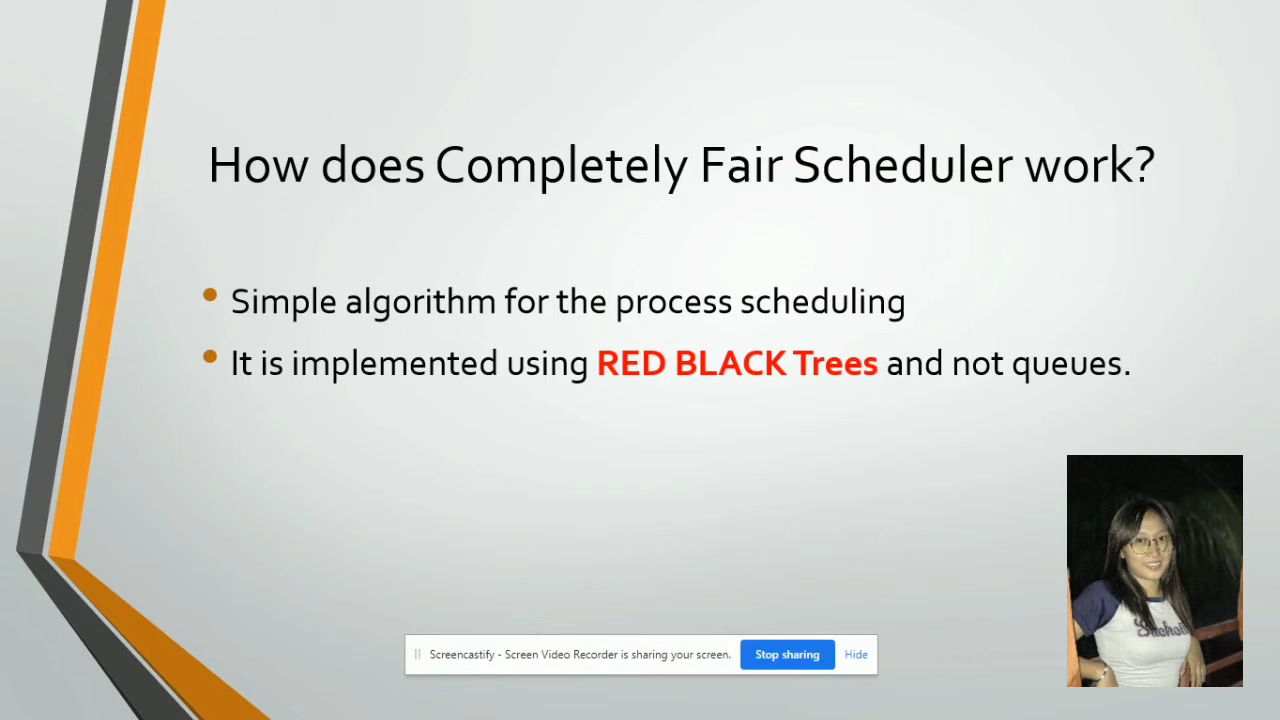 How does Completely Fair Scheduler work?
Simple algorithm for the process scheduling
It is implemented using RED BLACK Trees and not queues.
Screencastify - Screen Video Recorder is sharing your screen. Stop sharing Hide